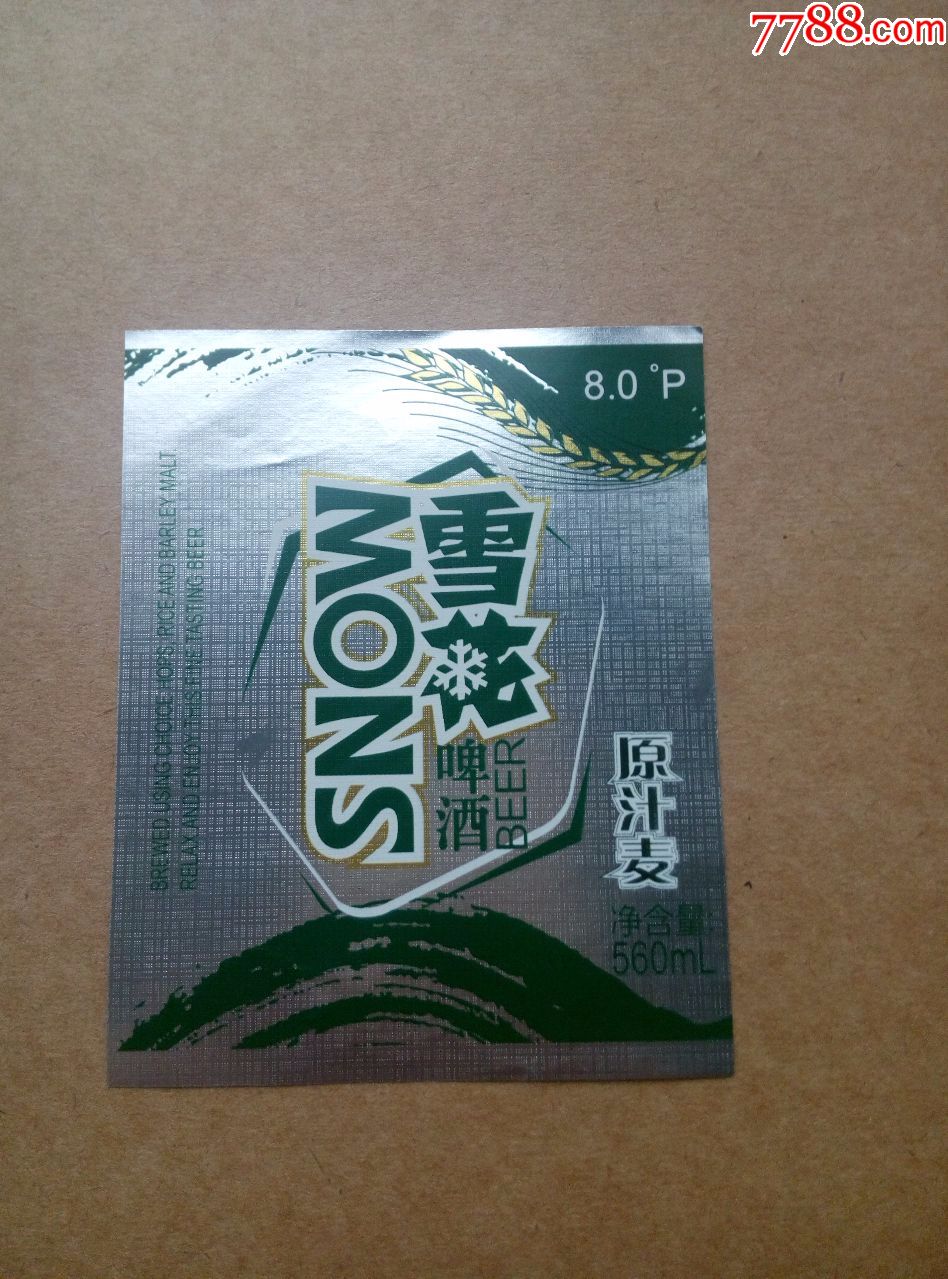 7788.com
8.0 °P
BREWED USING CHOICE HOPS, RICE AND BARLEY MALT
RELAX AND ENJOY THIS FINE TASTING BEER
SNOW
雪花
啤酒
BEER
原汁麦
净含量:
560mL